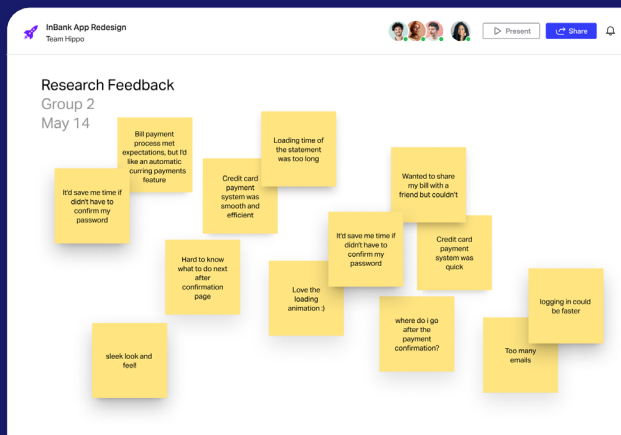 InBank App Redesign
Team Hippo
Present
Share
Research Feedback
Group 2
May 14
Bill payment
process met
expectations, but I'd
like an automatic
curring payments
feature
Loading time of
the statement
was too long
Credit card
payment
system was
smooth and
efficient
Wanted to share
my bill with a
friend but couldn't
It'd save me time if
didn't have to
confirm my
password
It'd save me time if
didn't have to
confirm my
password
Credit card
payment
system was
quick
Hard to know
what to do next
after
confirmation
page
Love the
loading
animation :)
logging in could
be faster
where do i go
after the
payment
confirmation?
sleek look and
feel!
Too many
emails